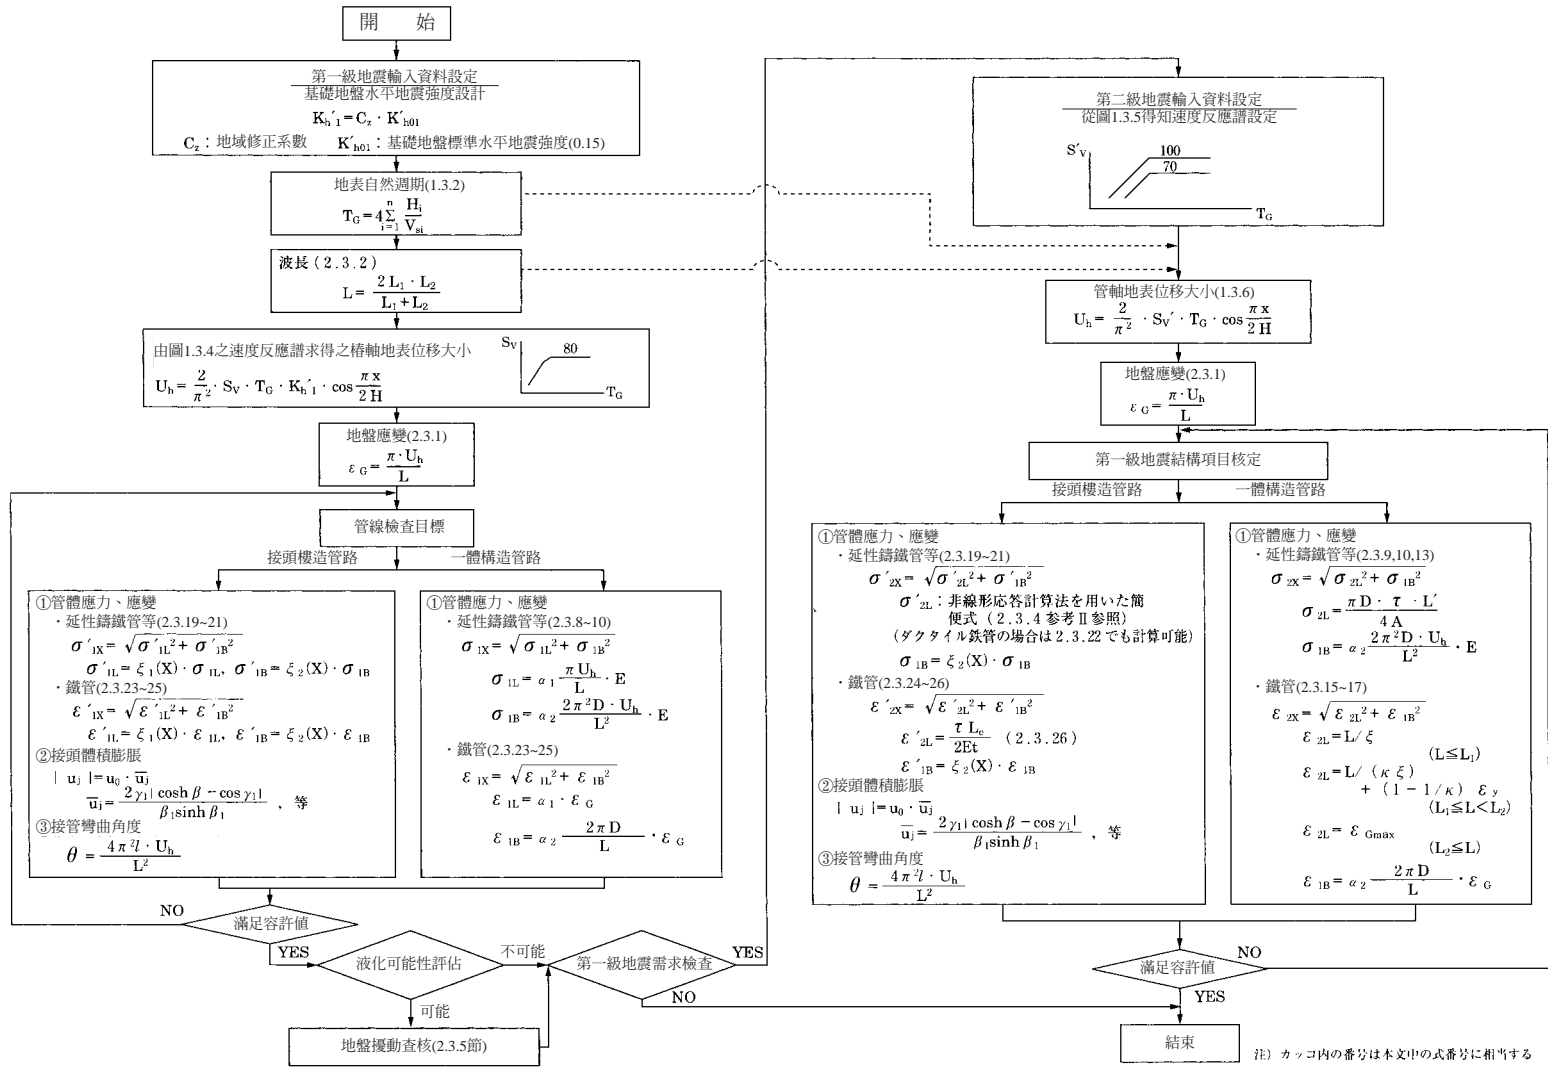 開　始
第一級地震輸入資料設定
基礎地盤水平地震強度設計
Kh´1=Cz · K´h01
Cz：地域修正系數　K´h01：基礎地盤標準水平地震強度(0.15)
地表自然週期(1.3.2)
TG=4 Σ(i=1, n) Hi/Vsi
波長（2.3.2）
L= 2L1 · L2 / L1+L2
由圖1.3.4之速度反應譜求得之樁軸地表位移大小
Uh= 2/π² · SV · TG · Kh´1 · cos πx/2H
SV
80
TG
地盤應變(2.3.1)
εG= π·Uh / L
管線檢查目標
接頭樓造管路
一體構造管路
①管體應力、應變
・延性鑄鐵管等(2.3.19~21)
σ´1X= √σ´1L²+ σ´1B²
σ´1L= ξ1(X) · σ1L, σ´1B= ξ2(X) · σ1B
・鐵管(2.3.23~25)
ε´1X= √ε´1L²+ ε´1B²
ε´1L= ξ1(X) · ε1L, ε´1B= ξ2(X) · ε1B
②接頭體積膨脹
| uj |=u0 · ūj
ūj= 2γ1| cosh β − cos γ1| / β1 sinh β1 ，等
③接管彎曲角度
θ = 4π²l · Uh / L²
①管體應力、應變
・延性鑄鐵管等(2.3.8~10)
σ1X= √σ1L²+ σ1B²
σ1L= α1 πUh/L · E
σ1B= α2 2π²D · Uh / L² · E
・鐵管(2.3.23~25)
ε1X= √ε1L²+ ε1B²
ε1L= α1 · εG
ε1B= α2 2πD/L · εG
NO
滿足容許値
YES
液化可能性評估
不可能
可能
地盤擾動查核(2.3.5節)
第一級地震需求檢查
YES
NO
第二級地震輸入資料設定
從圖1.3.5得知速度反應譜設定
S´V
100
70
TG
管軸地表位移大小(1.3.6)
Uh= 2/π² · SV´ · TG · cos πx/2H
地盤應變(2.3.1)
εG= π·Uh / L
第一級地震結構項目核定
接頭樓造管路
一體構造管路
①管體應力、應變
・延性鑄鐵管等(2.3.19~21)
σ´2X= √σ´2L²+ σ´1B²
σ´2L：非線形応答計算法を用いた簡
便式（2.3.4 参考Ⅱ参照）
（ダクタイル鉄管の場合は2.3.22でも計算可能）
σ1B= ξ2(X) · σ1B
・鐵管(2.3.24~26)
ε´2X= √ε´2L²+ ε´1B²
ε´2L= τLe / 2Et （2.3.26）
ε´1B= ξ2(X) · ε1B
②接頭體積膨脹
| uj |=u0 · ūj
ūj= 2γ1| cosh β − cos γ1| / β1 sinh β1 ，等
③接管彎曲角度
θ = 4π²l · Uh / L²
①管體應力、應變
・延性鑄鐵管等(2.3.9,10,13)
σ2X= √σ2L²+ σ1B²
σ2L= πD · τ · L´ / 4A
σ1B= α2 2π²D · Uh / L² · E
・鐵管(2.3.15~17)
ε2X= √ε2L²+ ε1B²
ε2L= L/ξ
(L≦L1)
ε2L= L/（κξ）
+（1−1/κ）εy
(L1≦L<L2)
ε2L= εGmax
(L2≦L)
ε1B= α2 2πD/L · εG
滿足容許値
NO
YES
結束
注）カッコ内の番号は本文中の式番号に相当する